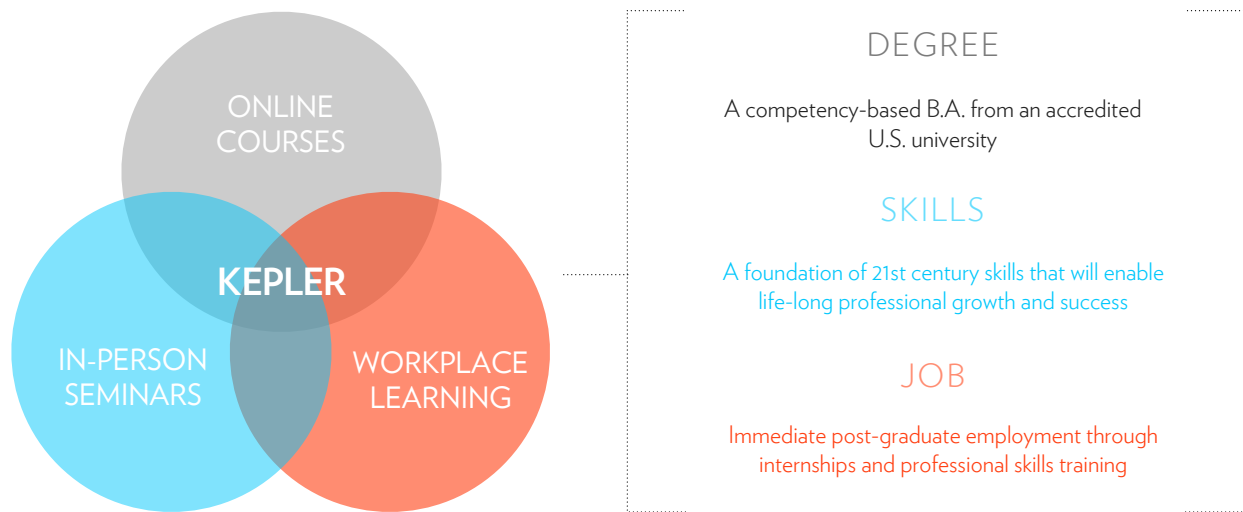 ONLINE
COURSES
KEPLER
IN-PERSON
SEMINARS
WORKPLACE
LEARNING
DEGREE
A competency-based B.A. from an accredited
U.S. university
SKILLS
A foundation of 21st century skills that will enable
life-long professional growth and success
JOB
Immediate post-graduate employment through
internships and professional skills training